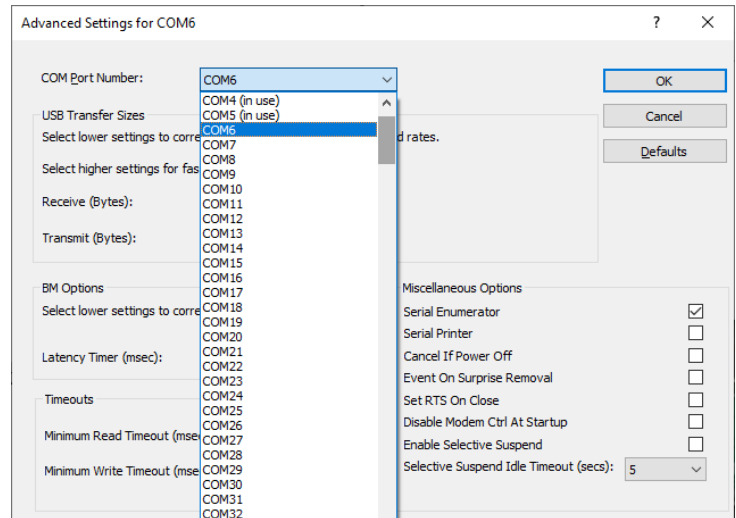 Advanced Settings for COM6
?
COM Port Number:
COM6
OK
Cancel
Defaults
COM4 (in use)
COM5 (in use)
COM6
COM7
COM8
COM9
COM10
COM11
COM12
COM13
COM14
COM15
COM16
COM17
COM18
COM19
COM20
COM21
COM22
COM23
COM24
COM25
COM26
COM27
COM28
COM29
COM30
COM31
COM32
USB Transfer Sizes
Select lower settings to
d rates.
Select higher settings for
Receive (Bytes):
Transmit (Bytes):
BM Options
Select lower settings to
Latency Timer (msec):
Timeouts
Minimum Read Timeout
Minimum Write Timeout
Miscellaneous Options
Serial Enumerator
Serial Printer
Cancel If Power Off
Event On Surprise Removal
Set RTS On Close
Disable Modem Ctrl At Startup
Enable Selective Suspend
Selective Suspend Idle Timeout (secs):
5